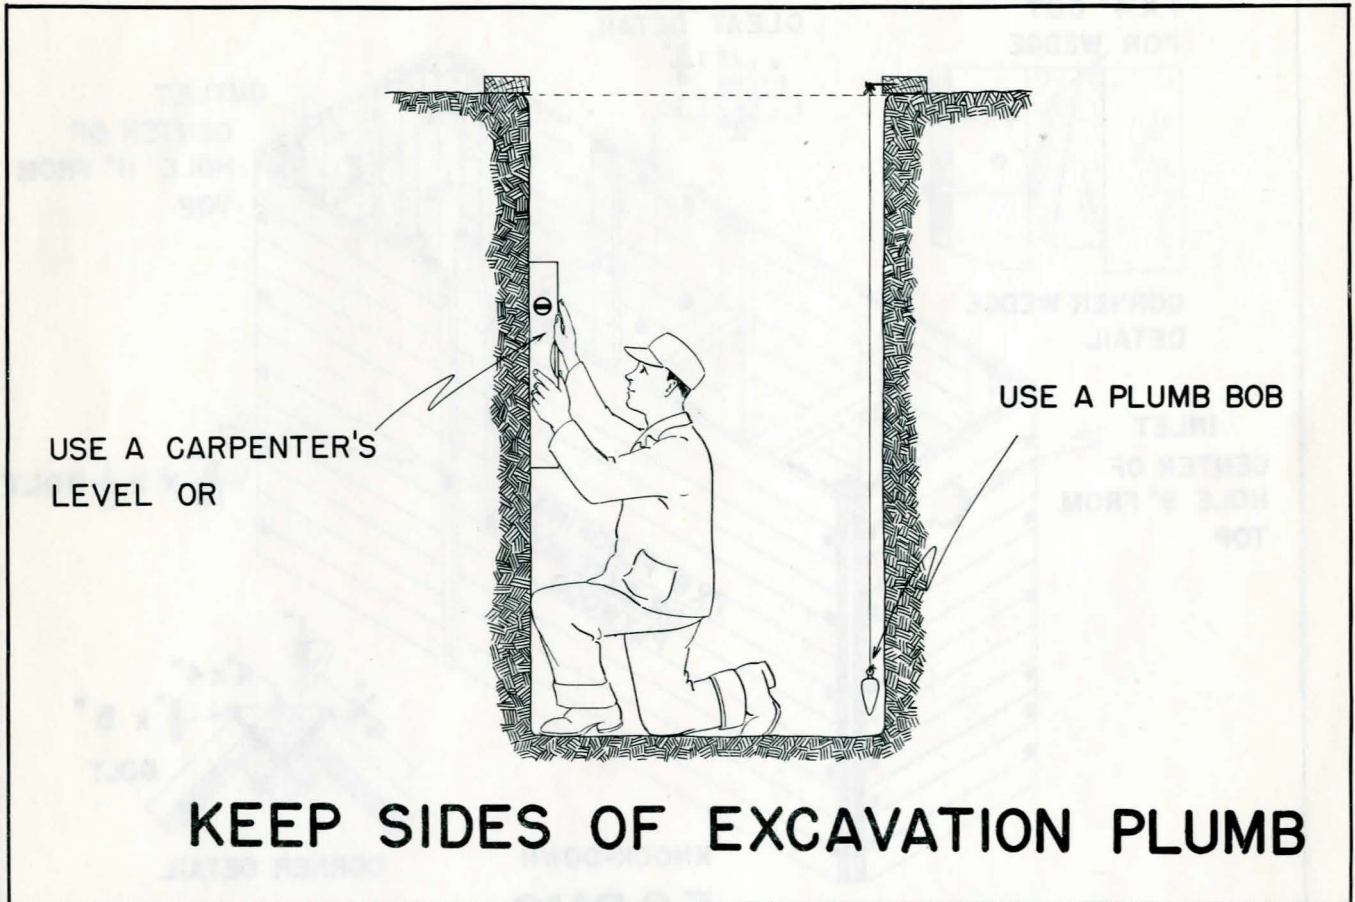 USE A CARPENTER'S
LEVEL OR
USE A PLUMB BOB
KEEP SIDES OF EXCAVATION PLUMB